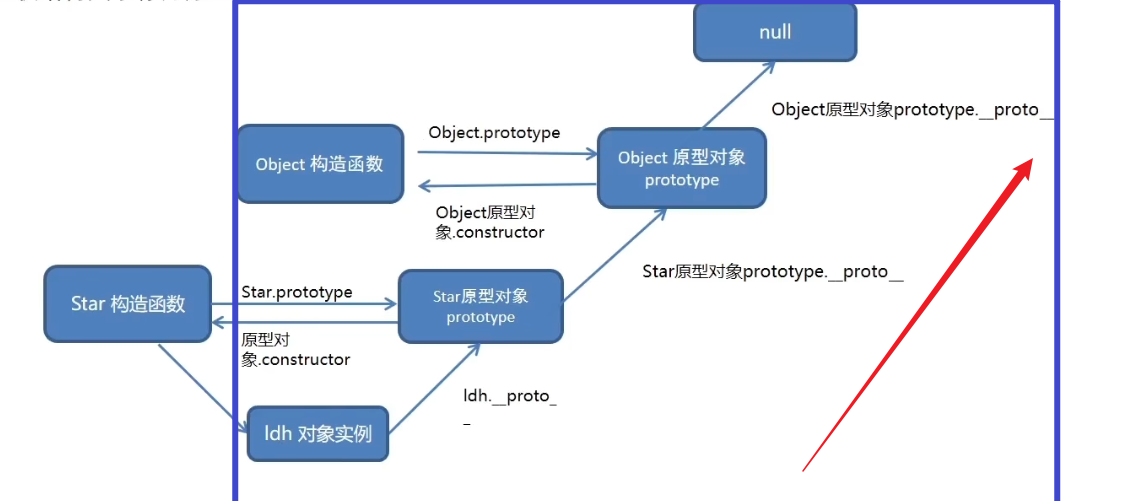 null
Object原型对象prototype.__proto__
Object.prototype
Object 构造函数
Object 原型对象
prototype
Object原型对
象.constructor
Star原型对象prototype.__proto__
Star 构造函数
Star.prototype
Star原型对象
prototype
原型对
象.constructor
ldh.__proto_
_
ldh 对象实例